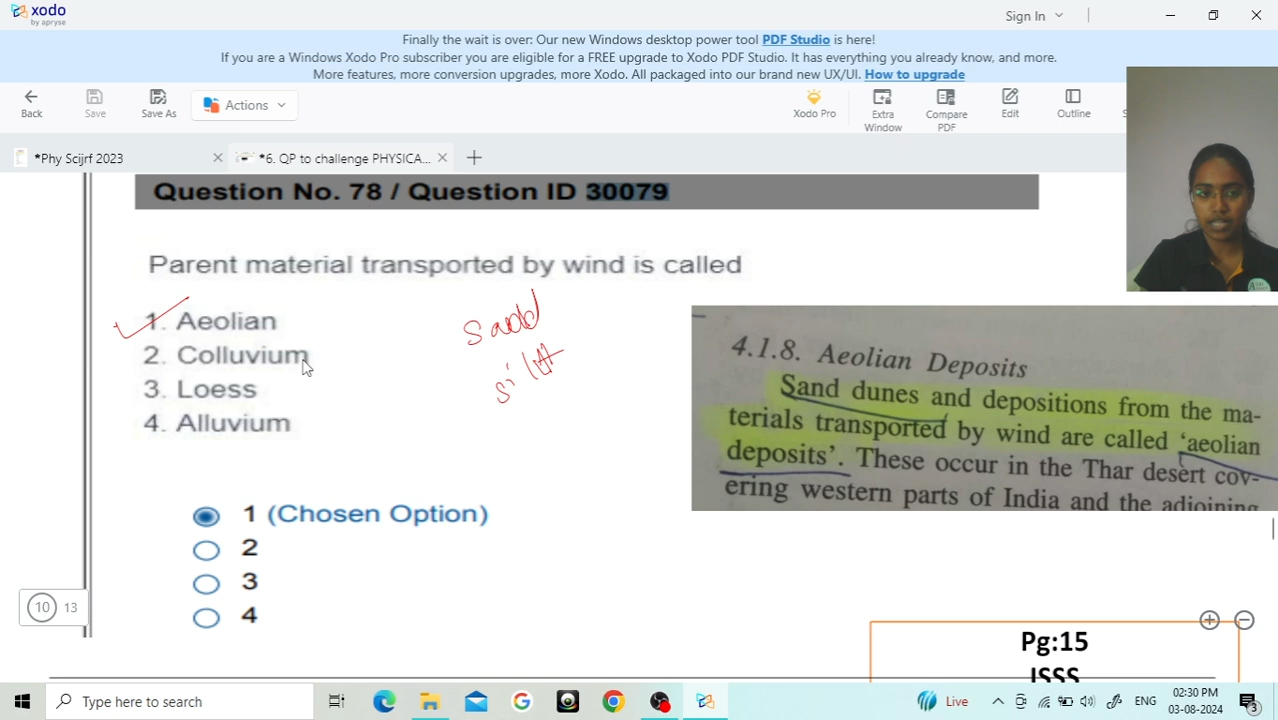 xodo
by apryse
Sign In
Finally the wait is over: Our new Windows desktop power tool PDF Studio is here!
If you are a Windows Xodo Pro subscriber you are eligible for a FREE upgrade to Xodo PDF Studio. It has everything you already know, and more.
More features, more conversion upgrades, more Xodo. All packaged into our brand new UX/UI. How to upgrade
Back
Save
Save As
Actions
Xodo Pro
Extra Window
Compare PDF
Edit
Outline
S
*Phy Scijrf 2023
*6. QP to challenge PHYSICA...
Question No. 78 / Question ID 30079
Parent material transported by wind is called
1. Aeolian
2. Colluvium
3. Loess
4. Alluvium
Sand
silt
4.1.8. Aeolian Deposits
Sand dunes and depositions from the ma-
terials transported by wind are called 'aeolian
deposits'. These occur in the Thar desert cov-
ering western parts of India and the adjoining
1 (Chosen Option)
2
3
4
10 13
Pg:15
ISSS
Type here to search
Live
ENG
02:30 PM
03-08-2024
3